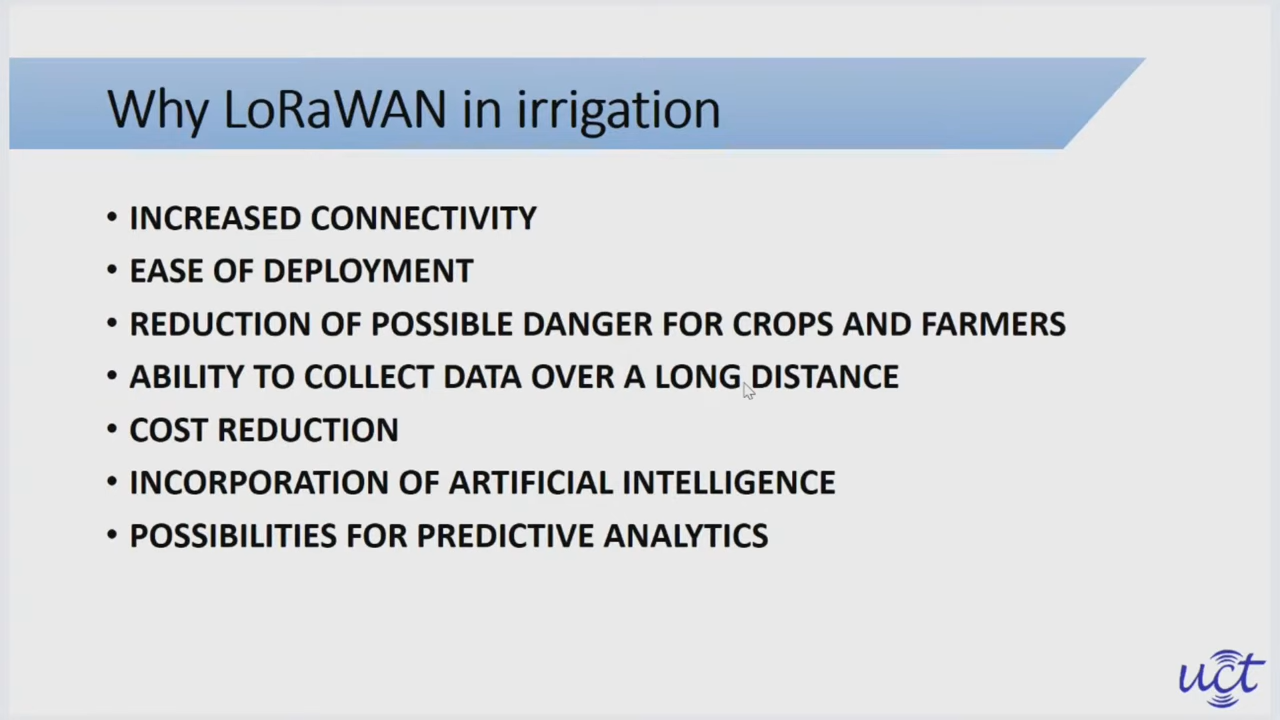 Why LoRaWAN in irrigation
• INCREASED CONNECTIVITY
• EASE OF DEPLOYMENT
• REDUCTION OF POSSIBLE DANGER FOR CROPS AND FARMERS
• ABILITY TO COLLECT DATA OVER A LONG DISTANCE
• COST REDUCTION
• INCORPORATION OF ARTIFICIAL INTELLIGENCE
• POSSIBILITIES FOR PREDICTIVE ANALYTICS
uct